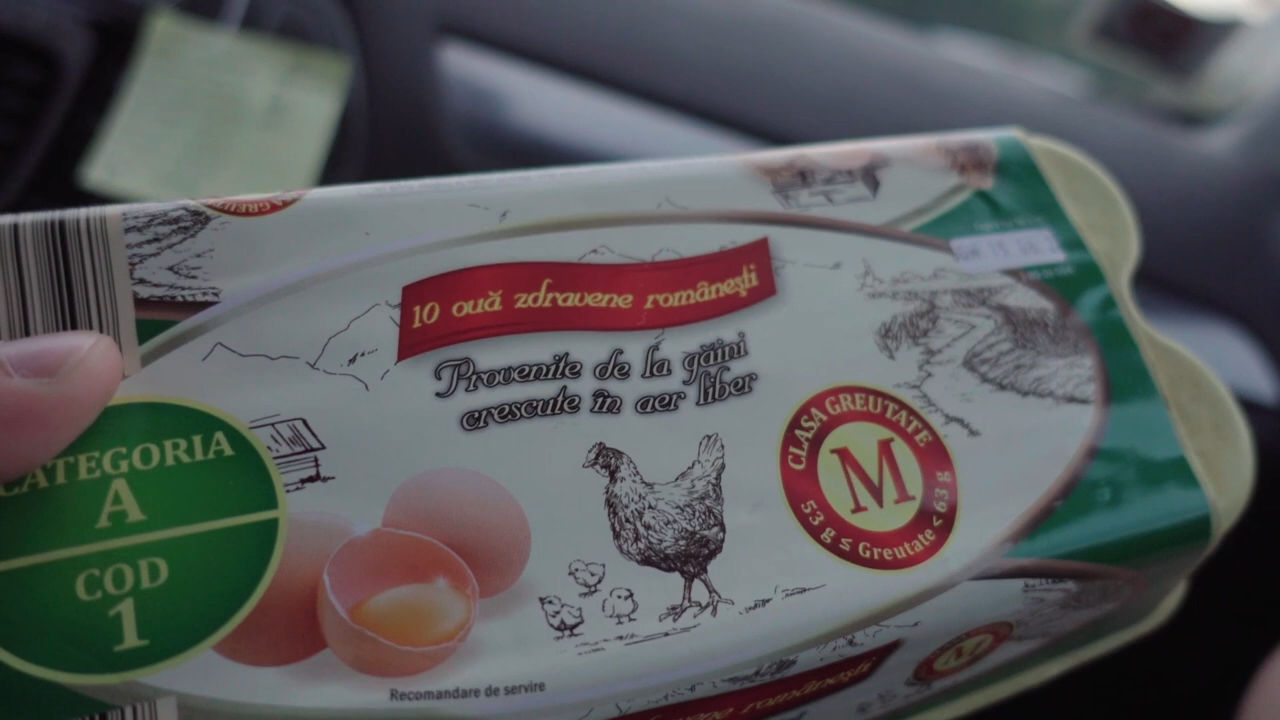 10 ouă zdravene românești
Provenite de la găini
crescute în aer liber
CATEGORIA
A
COD
1
CLASA GREUTATE
M
53 g ≤ Greutate < 63 g
Recomandare de servire
românești
M